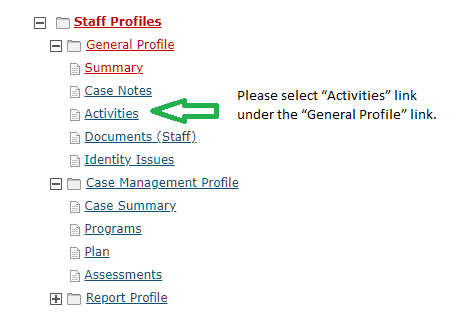 Staff Profiles
General Profile
Summary
Case Notes
Activities
Please select “Activities” link
under the “General Profile” link.
Documents (Staff)
Identity Issues
Case Management Profile
Case Summary
Programs
Plan
Assessments
Report Profile